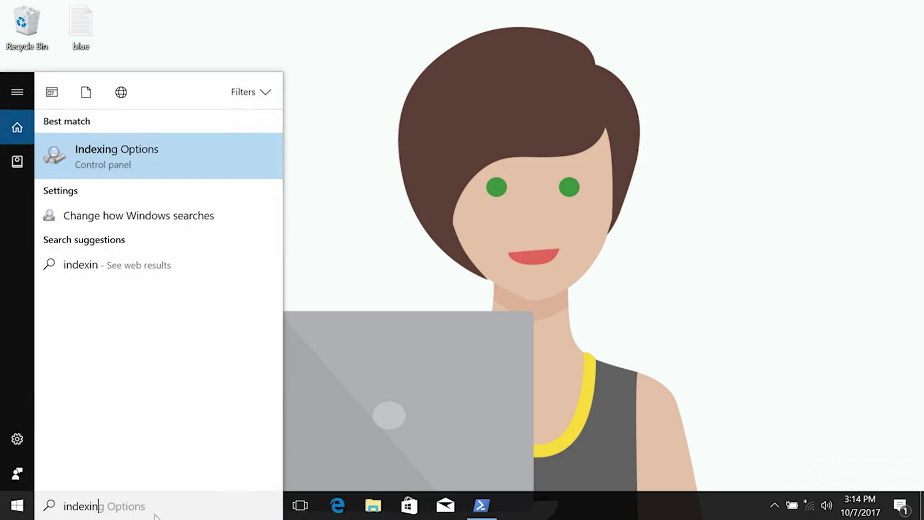 Recycle Bin
blue
Filters
Best match
Indexing Options
Control panel
Settings
Change how Windows searches
Search suggestions
indexin - See web results
indexing Options
3:14 PM
10/7/2017
1